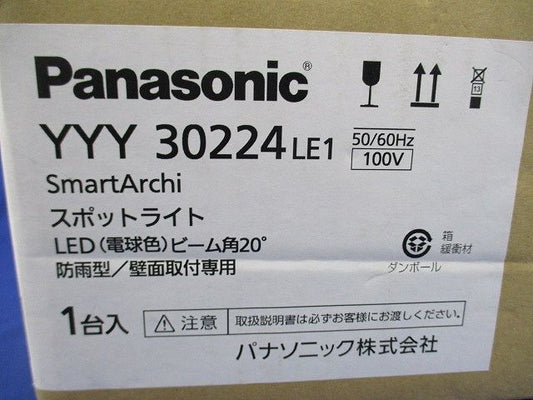 Panasonic®
13
YYY 30224 LE1
50/60Hz
100V
SmartArchi
スポットライト
LED(電球色)ビーム角20°
防雨型/壁面取付専用
箱
緩衝材
ダンボール
1台入
注意
取扱説明書は必ずお客様にお渡しください。
パナソニック株式会社